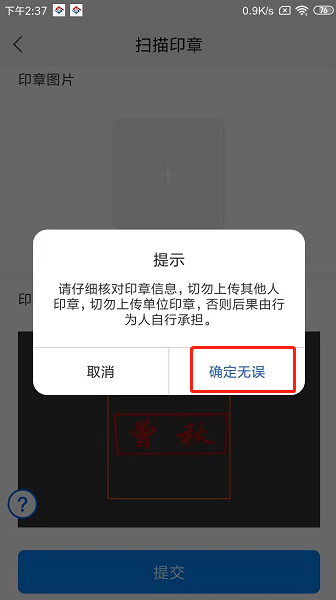 下午2:37
0.9K/s
76
扫描印章
印章图片
提示
请仔细核对印章信息，切勿上传其他人
印章，切勿上传单位印章，否则后果由行
为人自行承担。
印
取消
确定无误
?
提交